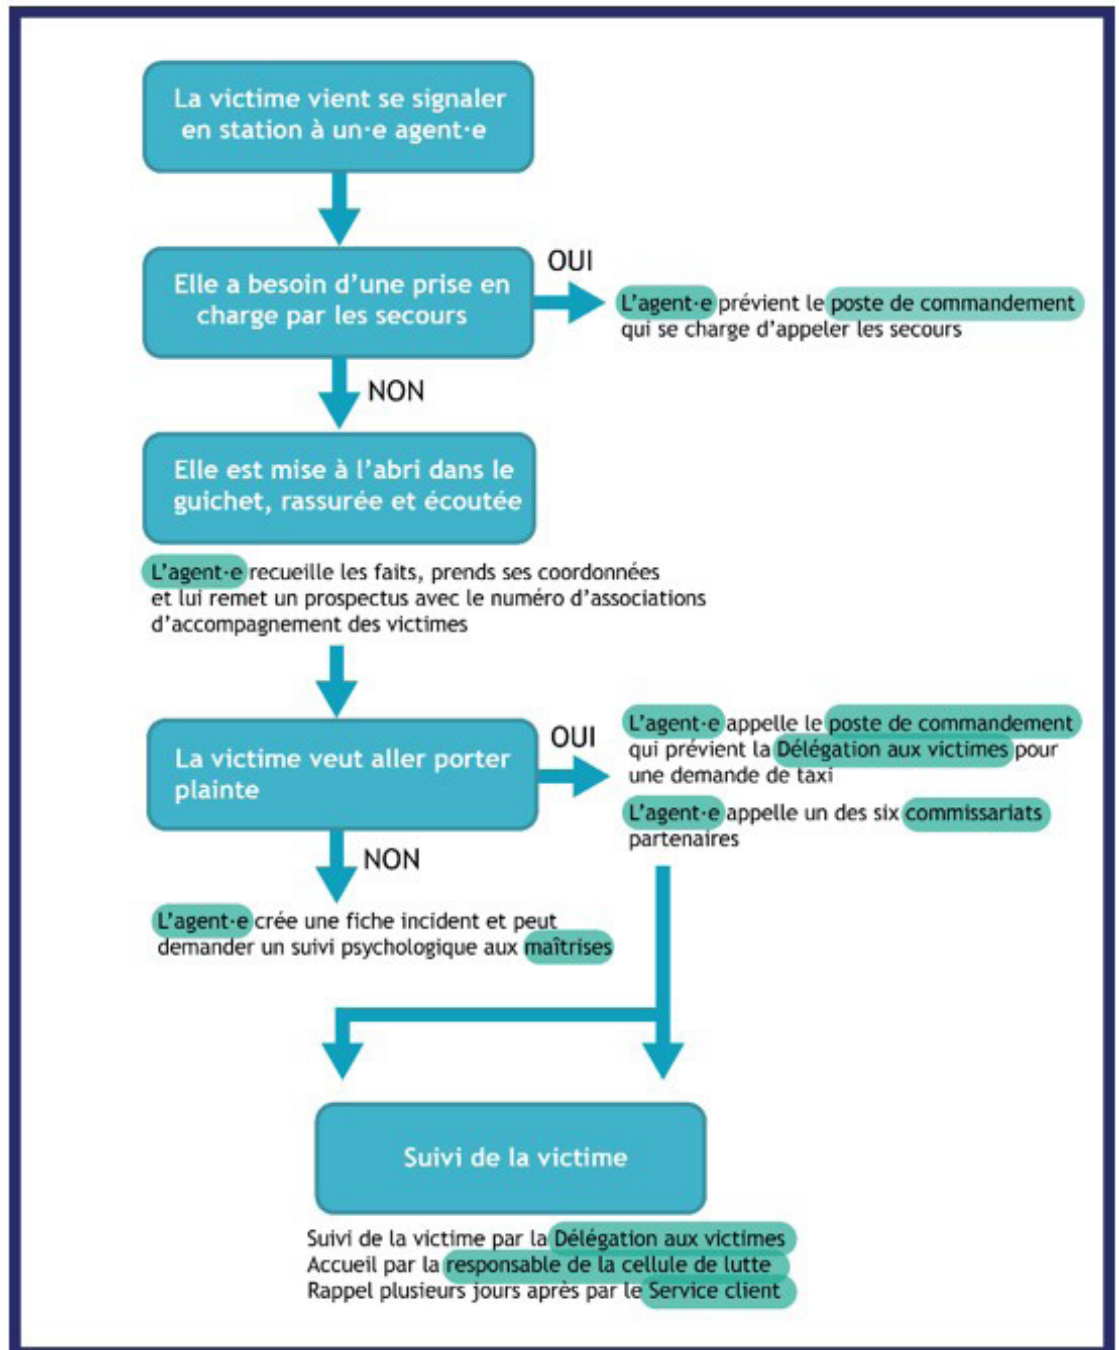 La victime vient se signaler
en station à un·e agent·e
Elle a besoin d'une prise en
charge par les secours
OUI
L'agent·e prévient le poste de commandement
qui se charge d'appeler les secours
NON
Elle est mise à l'abri dans le
guichet, rassurée et écoutée
L'agent·e recueille les faits, prends ses coordonnées
et lui remet un prospectus avec le numéro d'associations
d'accompagnement des victimes
La victime veut aller porter
plainte
OUI
L'agent·e appelle le poste de commandement
qui prévient la Délégation aux victimes pour
une demande de taxi
L'agent·e appelle un des six commissariats
partenaires
NON
L'agent·e crée une fiche incident et peut
demander un suivi psychologique aux maîtrises
Suivi de la victime
Suivi de la victime par la Délégation aux victimes
Accueil par la responsable de la cellule de lutte
Rappel plusieurs jours après par le Service client